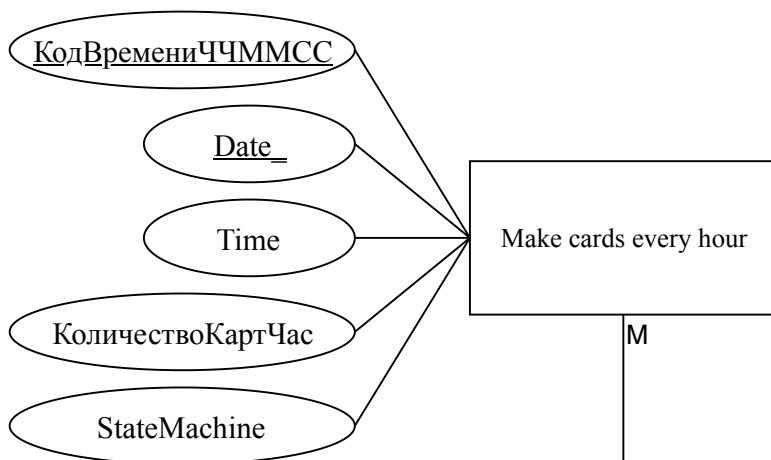 КодВремениЧЧММСС
Date_
Time
Make cards every hour
КоличествоКартЧас
M
StateMachine